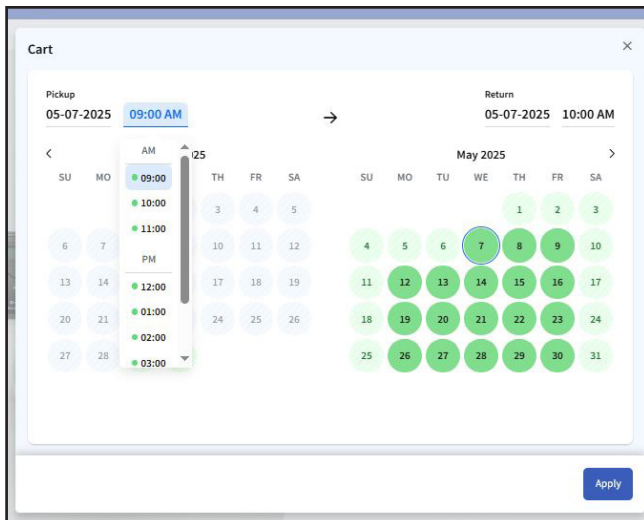 Cart
Pickup
Return
05-07-2025 09:00 AM
05-07-2025 10:00 AM
AM
09:00
10:00
11:00
PM
12:00
01:00
02:00
03:00
25
SU MO TH FR SA
3 4 5
6 7 10 11 12
13 14 17 18 19
20 21 24 25 26
27 28
May 2025
SU MO TU WE TH FR SA
1 2 3
4 5 6 7 8 9 10
11 12 13 14 15 16 17
18 19 20 21 22 23 24
25 26 27 28 29 30 31
Apply